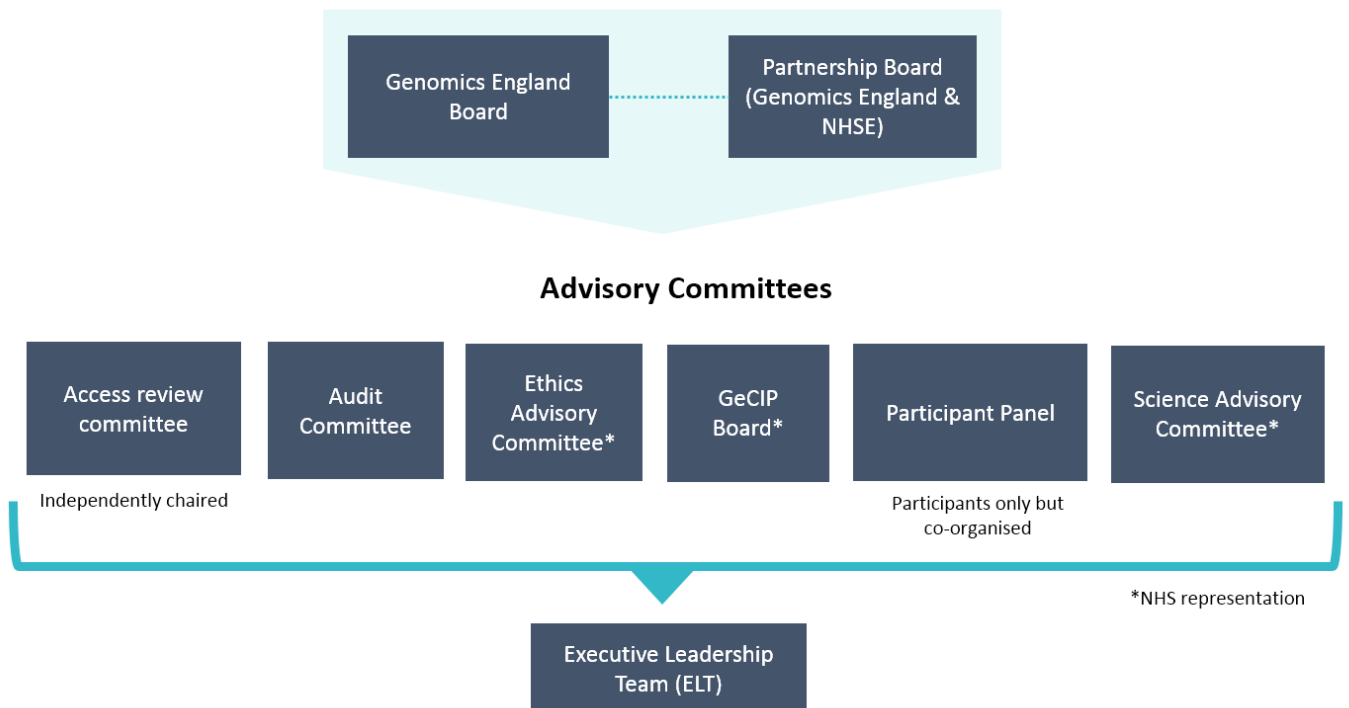 Genomics England
Board
Partnership Board
(Genomics England &
NHSE)
Advisory Committees
Access review
committee
Audit
Committee
Ethics
Advisory
Committee*
GeCIP
Board*
Participant Panel
Science Advisory
Committee*
Independently chaired
Participants only but
co-organised
*NHS representation
Executive Leadership
Team (ELT)